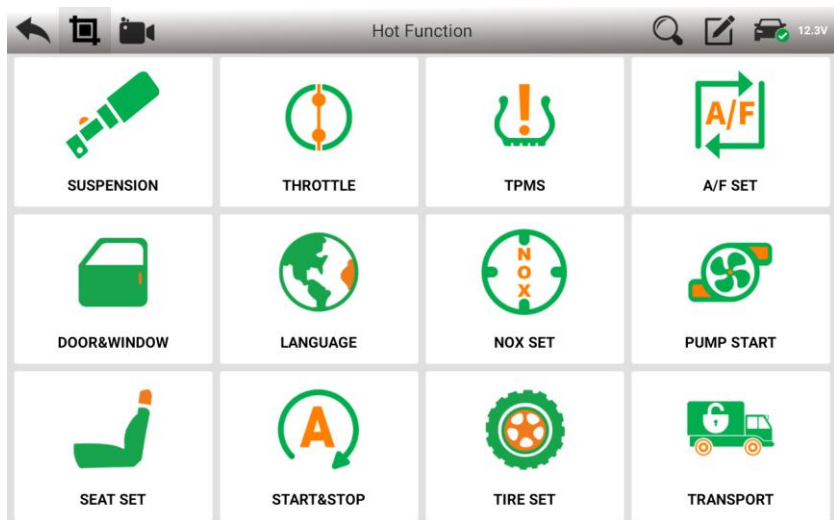 Hot Function
12.3V
A/F
SUSPENSION
THROTTLE
TPMS
A/F SET
NOX
DOOR&WINDOW
LANGUAGE
NOX SET
PUMP START
A
SEAT SET
START&STOP
TIRE SET
TRANSPORT